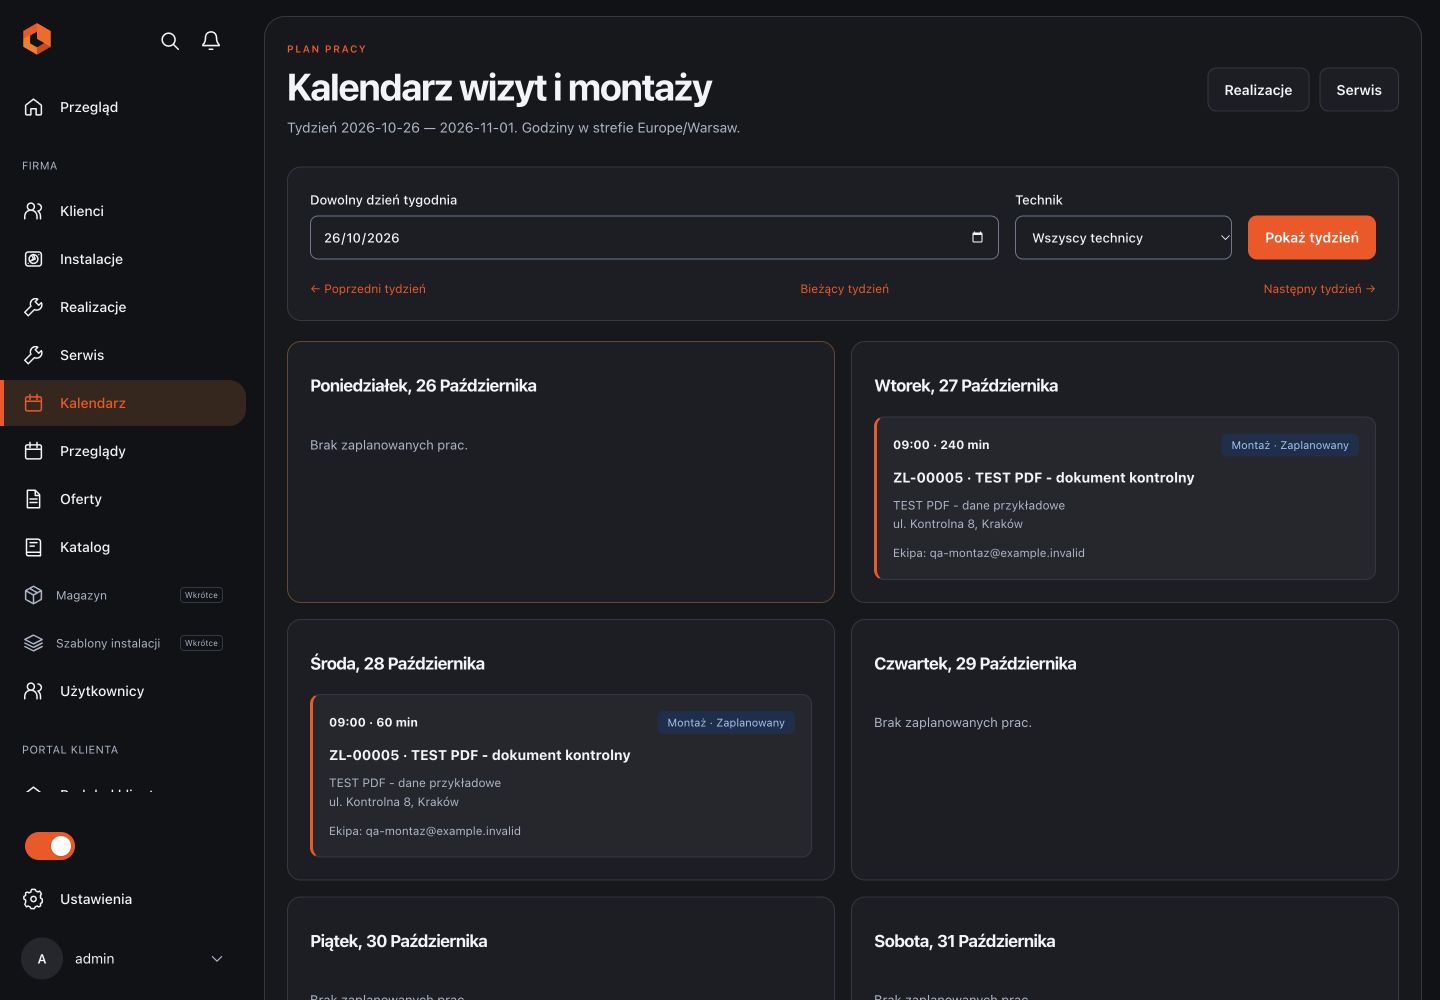 Przegląd
FIRMA
Klienci
Instalacje
Realizacje
Serwis
Kalendarz
Przeglądy
Oferty
Katalog
Magazyn Wkrótce
Szablony instalacji Wkrótce
Użytkownicy
PORTAL KLIENTA
Ustawienia
A admin
PLAN PRACY
Kalendarz wizyt i montaży
Tydzień 2026-10-26 — 2026-11-01. Godziny w strefie Europe/Warsaw.
Realizacje Serwis
Dowolny dzień tygodnia Technik
26/10/2026 Wszyscy technicy Pokaż tydzień
← Poprzedni tydzień Bieżący tydzień Następny tydzień →
Poniedziałek, 26 Października
Brak zaplanowanych prac.
Wtorek, 27 Października
09:00 · 240 min Montaż · Zaplanowany
ZL-00005 · TEST PDF - dokument kontrolny
TEST PDF - dane przykładowe
ul. Kontrolna 8, Kraków
Ekipa: qa-montaz@example.invalid
Środa, 28 Października
09:00 · 60 min Montaż · Zaplanowany
ZL-00005 · TEST PDF - dokument kontrolny
TEST PDF - dane przykładowe
ul. Kontrolna 8, Kraków
Ekipa: qa-montaz@example.invalid
Czwartek, 29 Października
Brak zaplanowanych prac.
Piątek, 30 Października
Brak zaplanowanych prac.
Sobota, 31 Października
Brak zaplanowanych prac.